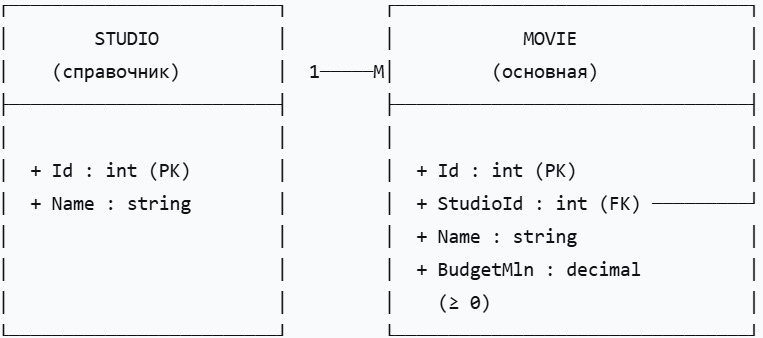 STUDIO
(справочник)
1 M
MOVIE
(основная)
+ Id : int (PK)
+ Name : string
+ Id : int (PK)
+ StudioId : int (FK)
+ Name : string
+ BudgetMln : decimal
(≥ 0)